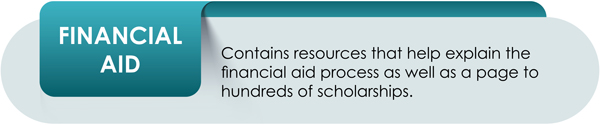 FINANCIAL
AID
Contains resources that help explain the
financial aid process as well as a page to
hundreds of scholarships.